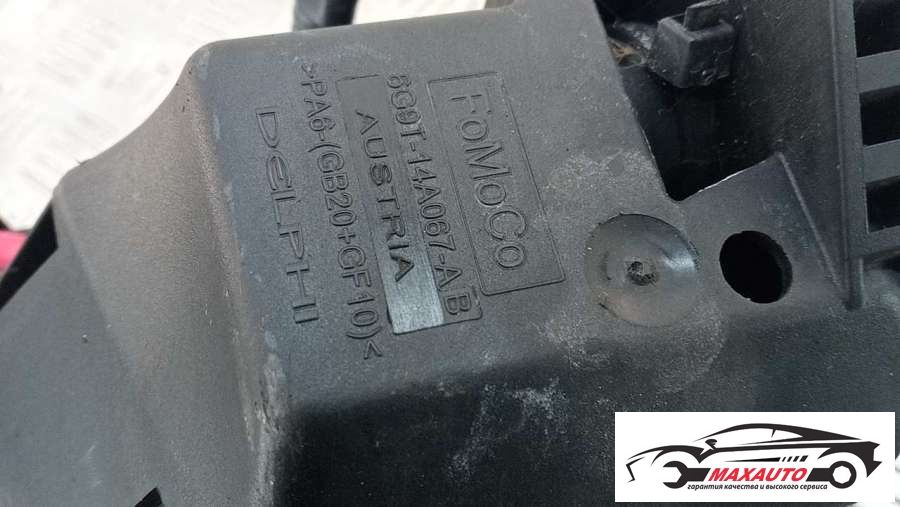 FoMoCo
6G9T-14A067-AB
AUSTRIA
>PA6-(GB20+GF10)<
DELPHI
MAXAUTO
гарантия качества и высокого сервиса